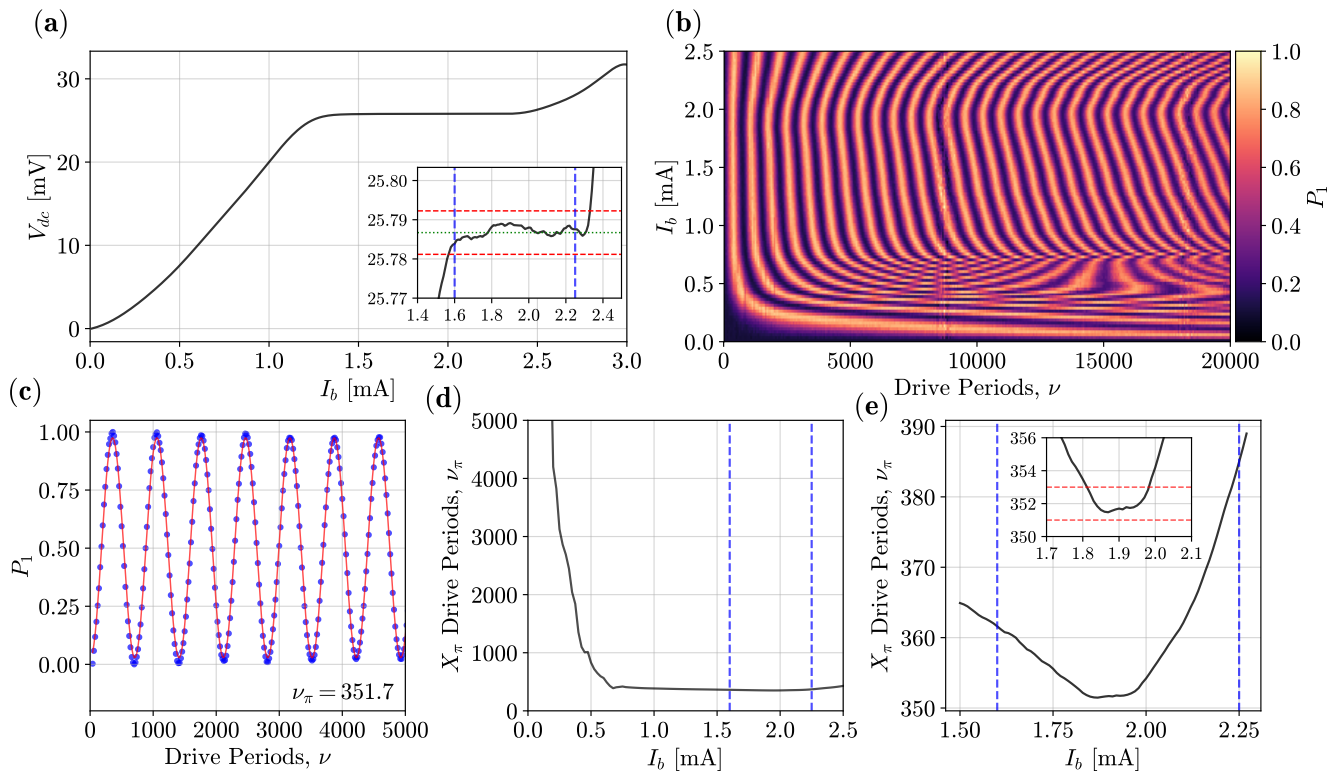 (a)
30
20
10
0
V_dc [mV]
0.0 0.5 1.0 1.5 2.0 2.5 3.0
I_b [mA]
25.80
25.79
25.78
25.77
1.4 1.6 1.8 2.0 2.2 2.4
(b)
2.5
2.0
1.5
1.0
0.5
0.0
I_b [mA]
0 5000 10000 15000 20000
Drive Periods, ν
1.0
0.8
0.6
0.4
0.2
0.0
P_1
(c)
1.00
0.75
0.50
0.25
0.00
P_1
ν_π = 351.7
0 1000 2000 3000 4000 5000
Drive Periods, ν
(d)
5000
4000
3000
2000
1000
0
X_π Drive Periods, ν_π
0.0 0.5 1.0 1.5 2.0 2.5
I_b [mA]
(e)
390
380
370
360
350
X_π Drive Periods, ν_π
1.50 1.75 2.00 2.25
I_b [mA]
356
354
352
350
1.7 1.8 1.9 2.0 2.1